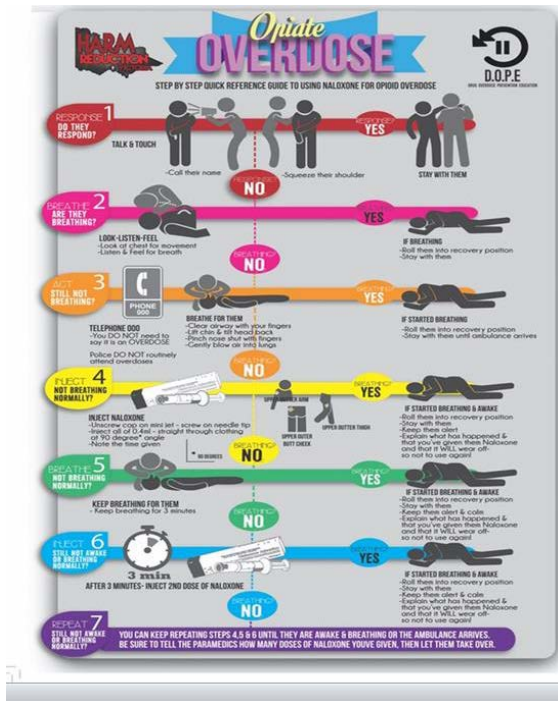 HARM
REDUCTION
VICTORIA
Opiate
OVERDOSE
D.O.P.E
DRUG OVERDOSE PREVENTION EDUCATION
STEP BY STEP QUICK REFERENCE GUIDE TO USING NALOXONE FOR OPIOID OVERDOSE
RESPONSE 1
DO THEY
RESPOND?
TALK & TOUCH
-Call their name
-Squeeze their shoulder
RESPONSE?
YES
STAY WITH THEM
RESPONSE?
NO
BREATHE 2
ARE THEY
BREATHING?
LOOK-LISTEN-FEEL
-Look at chest for movement
-Listen & Feel for breath
BREATHING?
YES
IF BREATHING
-Roll them into recovery position
-Stay with them
BREATHING?
NO
ACT 3
STILL NOT
BREATHING?
PHONE
000
TELEPHONE 000
-You DO NOT need to
say it is an OVERDOSE
Police DO NOT routinely
attend overdoses
BREATHE FOR THEM
-Clear airway with your fingers
-Lift chin & tilt head back
-Pinch nose shut with fingers
-Gently blow air into lungs
BREATHING?
YES
IF STARTED BREATHING
-Roll them into recovery position
-Stay with them until ambulance arrives
BREATHING?
NO
INJECT 4
NOT BREATHING
NORMALLY?
INJECT NALOXONE
-Unscrew cap on mini jet - screw on needle tip
-Inject all of 0.4ml - straight through clothing
at 90 degree* angle
-Note the time given
* 90 DEGREES
UPPER OUTER
BUTT CHEEK
BREATHING?
YES
IF STARTED BREATHING & AWAKE
-Roll them into recovery position
-Stay with them
-Keep them alert
-Explain what has happened &
that you've given them Naloxone
and that it WILL wear off-
so not to use again!
BREATHING?
NO
BREATHE 5
NOT BREATHING
NORMALLY?
KEEP BREATHING FOR THEM
- Keep breathing for 3 minutes
BREATHING?
YES
IF STARTED BREATHING & AWAKE
-Roll them into recovery position
-Stay with them
-Keep them alert & calm
-Explain what has happened &
that you've given them Naloxone
and that it WILL wear off-
so not to use again!
BREATHING?
NO
INJECT 6
STILL NOT AWAKE
OR BREATHING
NORMALLY?
3 min
AFTER 3 MINUTES- INJECT 2ND DOSE OF NALOXONE
BREATHING?
YES
IF STARTED BREATHING & AWAKE
-Roll them into recovery position
-Stay with them
-Keep them alert & calm
-Explain what has happened &
that you've given them Naloxone
and that it WILL wear off-
so not to use again!
BREATHING?
NO
REPEAT 7
STILL NOT AWAKE
OR BREATHING
NORMALLY?
YOU CAN KEEP REPEATING STEPS 4,5 & 6 UNTIL THEY ARE AWAKE & BREATHING OR THE AMBULANCE ARRIVES.
BE SURE TO TELL THE PARAMEDICS HOW MANY DOSES OF NALOXONE YOUVE GIVEN, THEN LET THEM TAKE OVER.